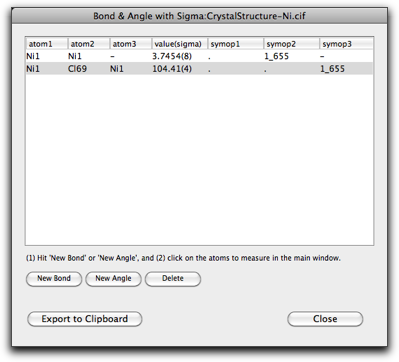 Bond & Angle with Sigma:CrystalStructure-Ni.cif
atom1 atom2 atom3 value(sigma) symop1 symop2 symop3
Ni1 Ni1 - 3.7454(8) . 1_655 -
Ni1 Cl69 Ni1 104.41(4) . . 1_655
(1) Hit 'New Bond' or 'New Angle', and (2) click on the atoms to measure in the main window.
New Bond New Angle Delete
Export to Clipboard Close